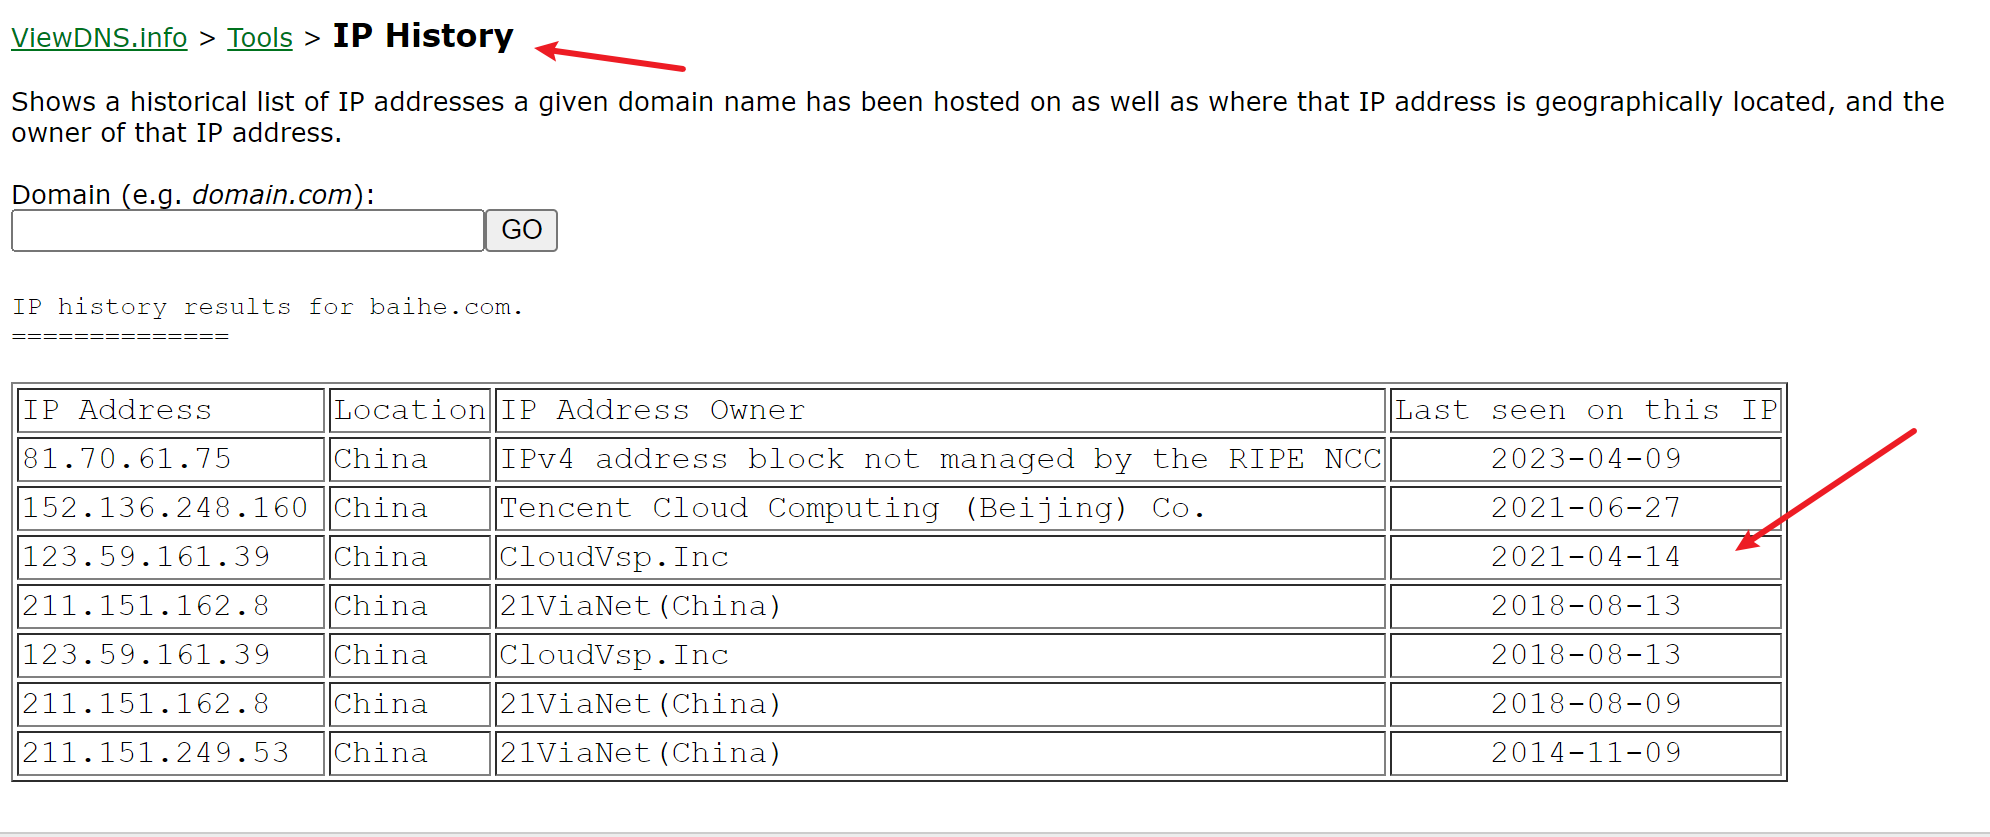 ViewDNS.info > Tools > IP History
Shows a historical list of IP addresses a given domain name has been hosted on as well as where that IP address is geographically located, and the
owner of that IP address.
Domain (e.g. domain.com):
GO
IP history results for baihe.com.
==============
IP Address Location IP Address Owner Last seen on this IP
81.70.61.75 China IPv4 address block not managed by the RIPE NCC 2023-04-09
152.136.248.160 China Tencent Cloud Computing (Beijing) Co. 2021-06-27
123.59.161.39 China CloudVsp.Inc 2021-04-14
211.151.162.8 China 21ViaNet(China) 2018-08-13
123.59.161.39 China CloudVsp.Inc 2018-08-13
211.151.162.8 China 21ViaNet(China) 2018-08-09
211.151.249.53 China 21ViaNet(China) 2014-11-09